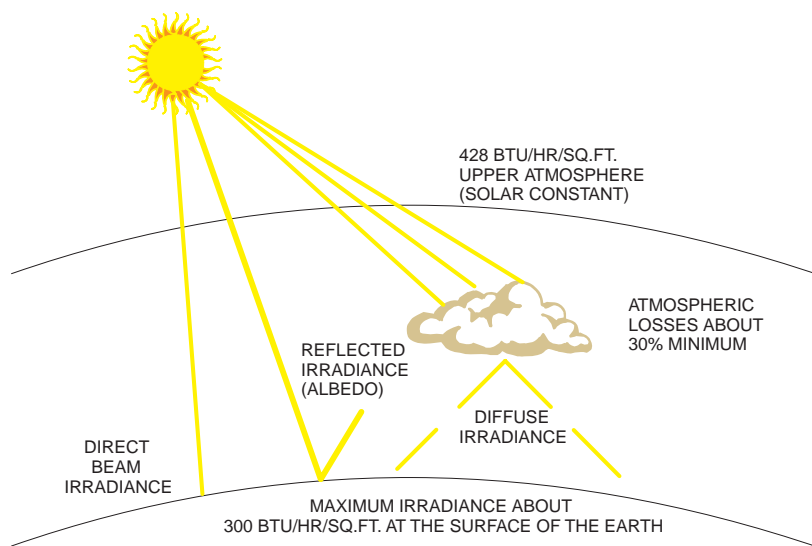 428 BTU/HR/SQ.FT.
UPPER ATMOSPHERE
(SOLAR CONSTANT)
ATMOSPHERIC
LOSSES ABOUT
30% MINIMUM
REFLECTED
IRRADIANCE
(ALBEDO)
DIFFUSE
IRRADIANCE
DIRECT
BEAM
IRRADIANCE
MAXIMUM IRRADIANCE ABOUT
300 BTU/HR/SQ.FT. AT THE SURFACE OF THE EARTH